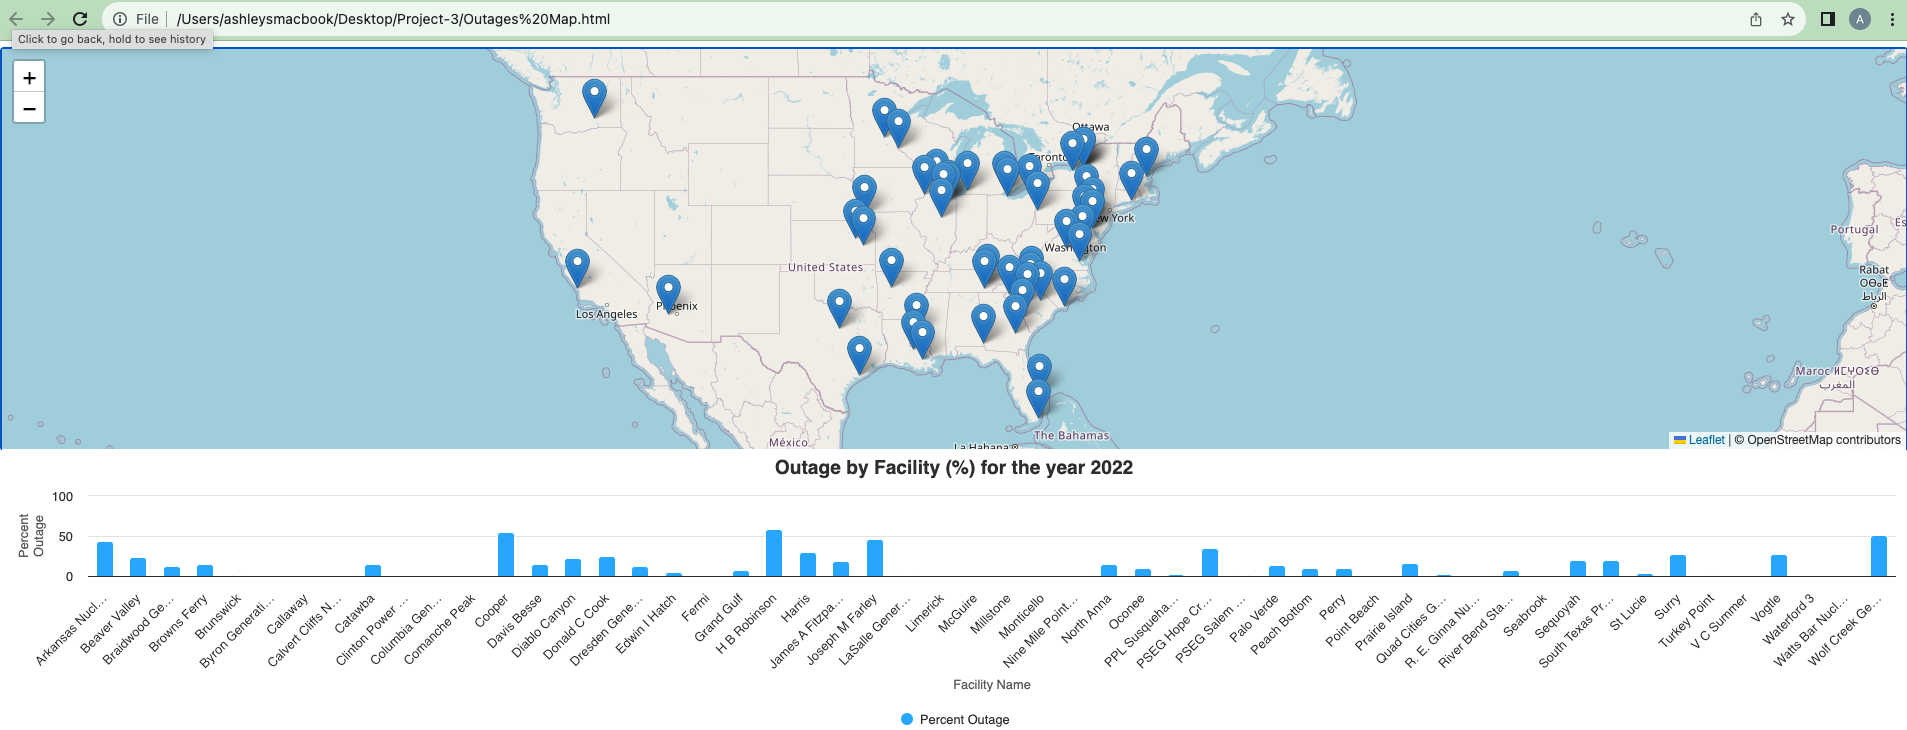 File
/Users/ashleysmacbook/Desktop/Project-3/Outages%20Map.html
A
Click to go back, hold to see history
+
−
Ottawa
Toronto
New York
Washington
United States
Phoenix
Los Angeles
México
La Habana
The Bahamas
Portugal
Es
Rabat
ⵔⴱⴰⵟ
الرباط
Maroc ⵍⵎⵖⵔⵉⴱ
المغرب
Leaflet | © OpenStreetMap contributors
Outage by Facility (%) for the year 2022
Percent
Outage
100
50
0
Arkansas Nucl...
Beaver Valley
Braidwood Ge...
Browns Ferry
Brunswick
Byron Generati...
Callaway
Calvert Cliffs N...
Catawba
Clinton Power ...
Columbia Gen...
Comanche Peak
Cooper
Davis Besse
Diablo Canyon
Donald C Cook
Dresden Gene...
Edwin I Hatch
Fermi
Grand Gulf
H B Robinson
Harris
James A Fitzpa...
Joseph M Farley
LaSalle Gener...
Limerick
McGuire
Millstone
Monticello
Nine Mile Point...
North Anna
Oconee
PPL Susqueha...
PSEG Hope Cr...
PSEG Salem ...
Palo Verde
Peach Bottom
Perry
Point Beach
Prairie Island
Quad Cities G...
R. E. Ginna Nu...
River Bend Sta...
Seabrook
Sequoyah
South Texas Pr...
St Lucie
Surry
Turkey Point
V C Summer
Vogtle
Waterford 3
Watts Bar Nucl...
Wolf Creek Ge...
Facility Name
Percent Outage